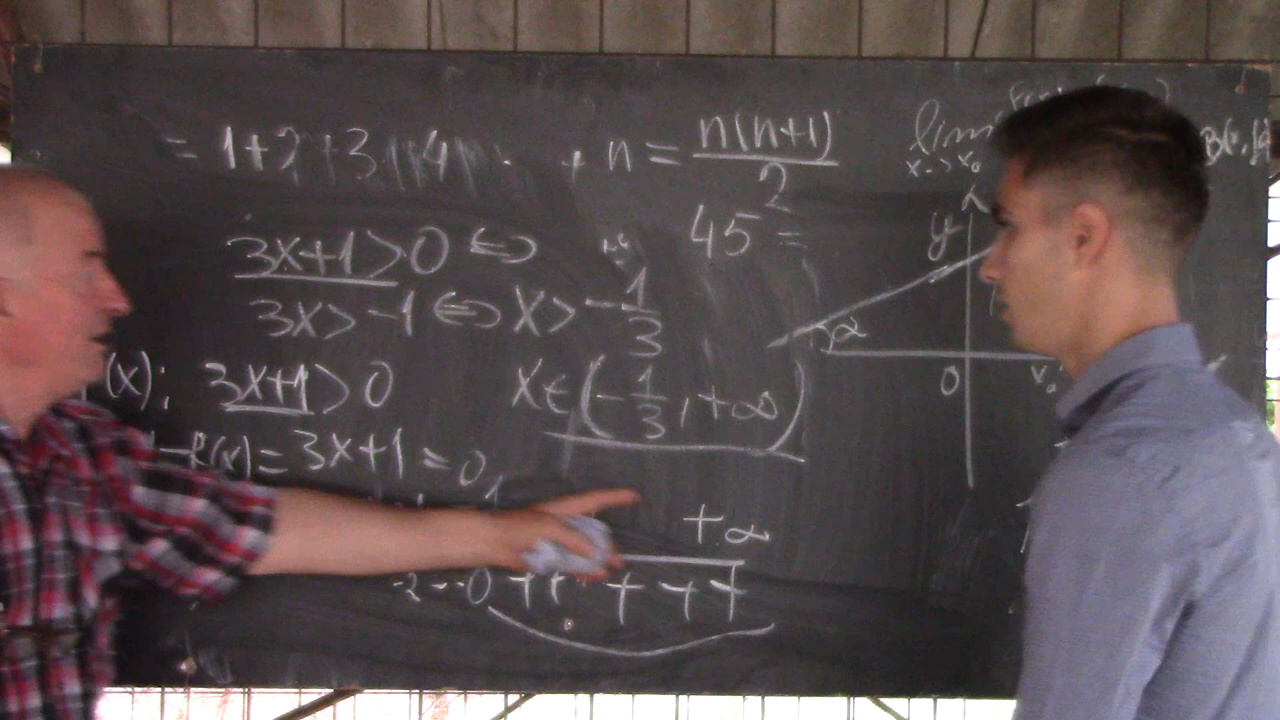 = 1+2+3+4+ . . + n = n(n+1)/2
45 =
3x+1>0 ⇔
3x>-1 ⇔ x> -1/3
(x): 3x+1>0
x∈(-1/3, +∞)
f(x)= 3x+1 = 0
+∞
- - 0 + + + + + +
lim
x->x₀
y
α
0
x₀